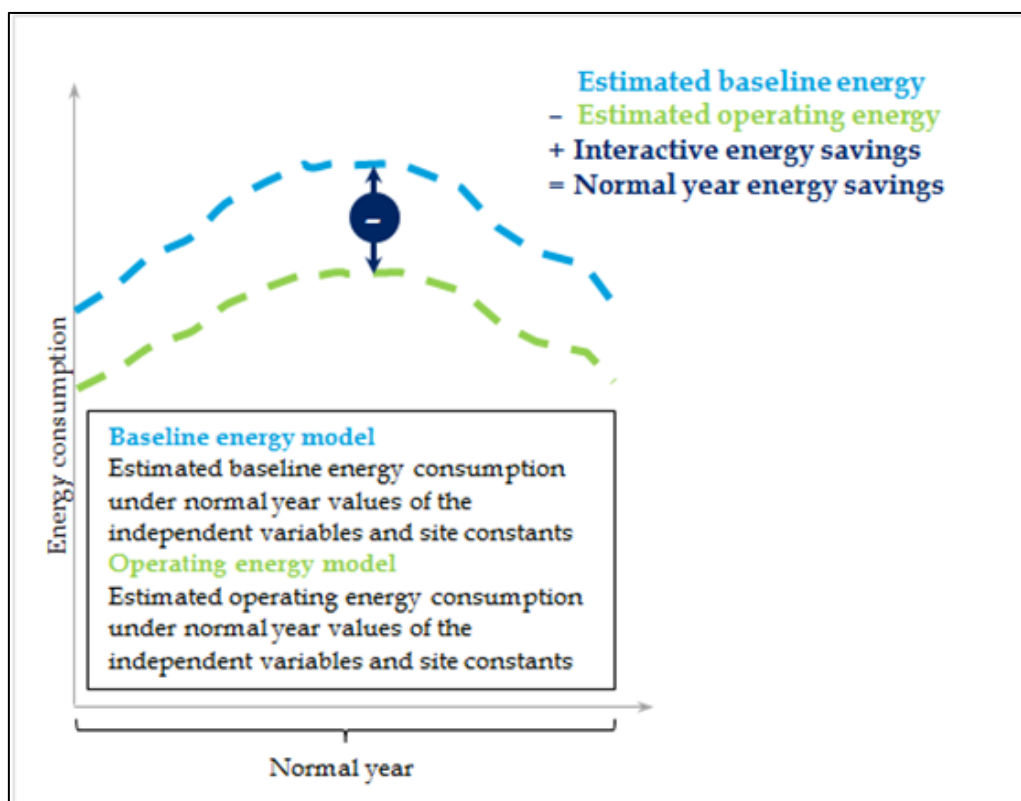 Estimated baseline energy
– Estimated operating energy
+ Interactive energy savings
= Normal year energy savings
–
Energy consumption
Baseline energy model
Estimated baseline energy consumption
under normal year values of the
independent variables and site constants
Operating energy model
Estimated operating energy consumption
under normal year values of the
independent variables and site constants
Normal year